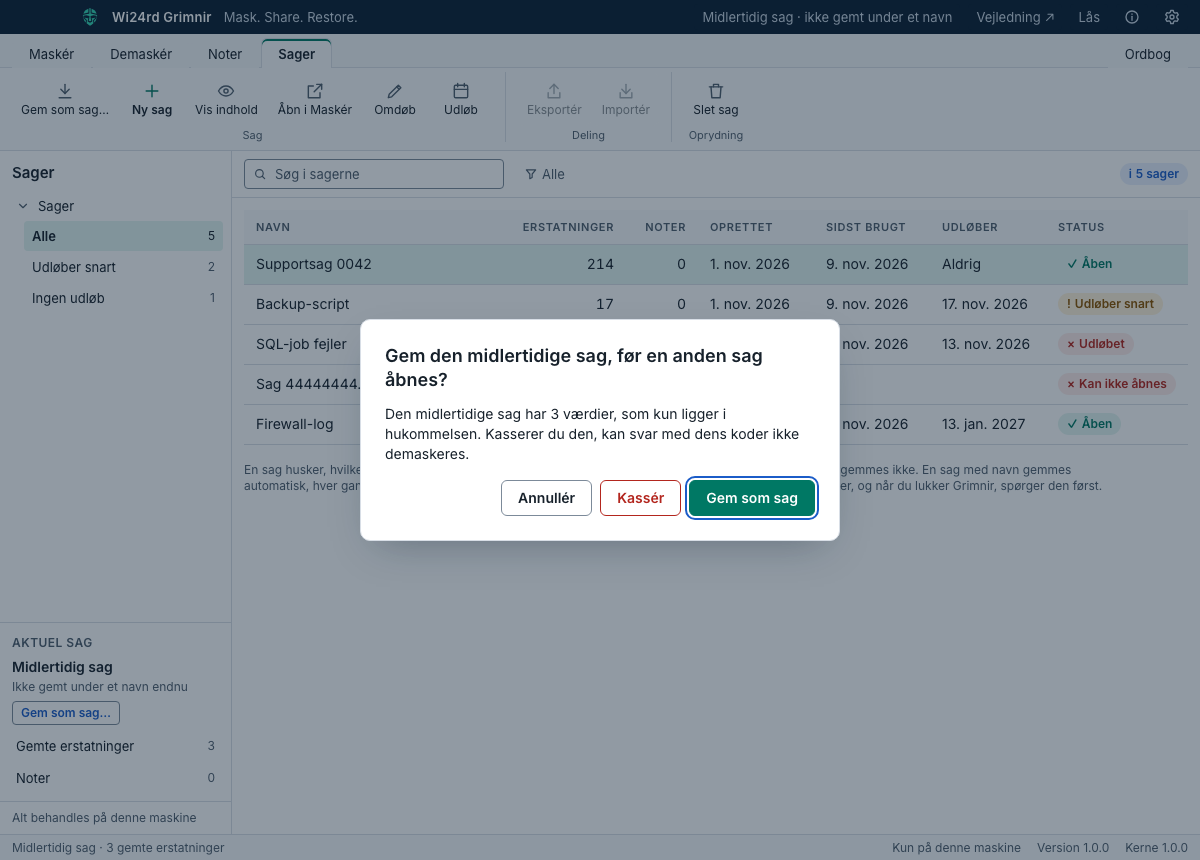 Wi24rd Grimnir Mask. Share. Restore. Midlertidig sag · ikke gemt under et navn Vejledning ↗ Lås
Maskér Demaskér Noter Sager Ordbog
Gem som sag... Ny sag Vis indhold Åbn i Maskér Omdøb Udløb Eksportér Importér Slet sag
Sag Deling Oprydning
Sager
Søg i sagerne Alle i 5 sager
Sager
Alle 5
Udløber snart 2
Ingen udløb 1
NAVN ERSTATNINGER NOTER OPRETTET SIDST BRUGT UDLØBER STATUS
Supportsag 0042 214 0 1. nov. 2026 9. nov. 2026 Aldrig ✓ Åben
Backup-script 17 0 1. nov. 2026 9. nov. 2026 17. nov. 2026 ! Udløber snart
SQL-job fejler nov. 2026 13. nov. 2026 × Udløbet
Sag 44444444. × Kan ikke åbnes
Firewall-log nov. 2026 13. jan. 2027 ✓ Åben
En sag husker, gemmes ikke. En sag med navn gemmes
automatisk, hver og når du lukker Grimnir, spørger den først.
Gem den midlertidige sag, før en anden sag
åbnes?
Den midlertidige sag har 3 værdier, som kun ligger i
hukommelsen. Kasserer du den, kan svar med dens koder ikke
demaskeres.
Annullér Kassér Gem som sag
AKTUEL SAG
Midlertidig sag
Ikke gemt under et navn endnu
Gem som sag...
Gemte erstatninger 3
Noter 0
Alt behandles på denne maskine
Midlertidig sag · 3 gemte erstatninger Kun på denne maskine Version 1.0.0 Kerne 1.0.0